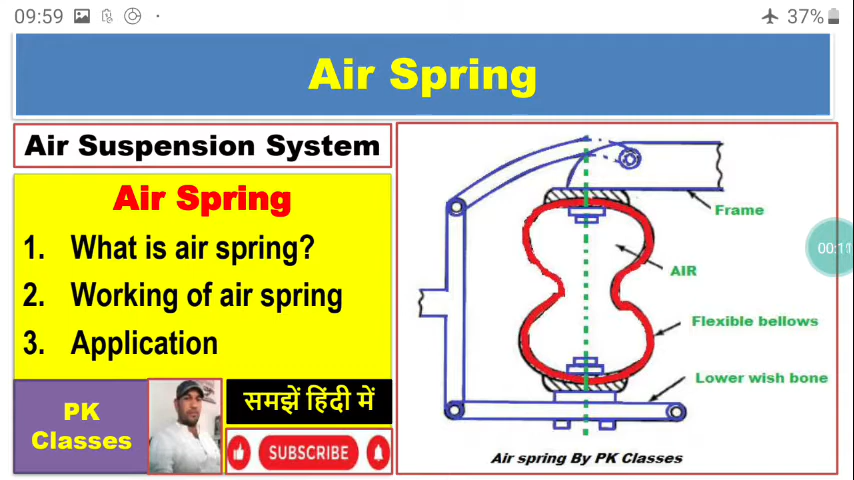 09:59
37%
Air Spring
Air Suspension System
Air Spring
1. What is air spring?
2. Working of air spring
3. Application
PK
Classes
समझें हिंदी में
SUBSCRIBE
Frame
00:11
AIR
Flexible bellows
Lower wish bone
Air spring By PK Classes